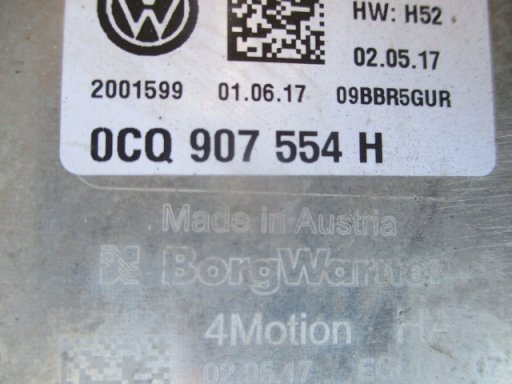 HW: H52
02.05.17
2001599 01.06.17 09BBR5GUR
0CQ 907 554 H
Made in Austria
BorgWarner
4Motion HA
02.05.17